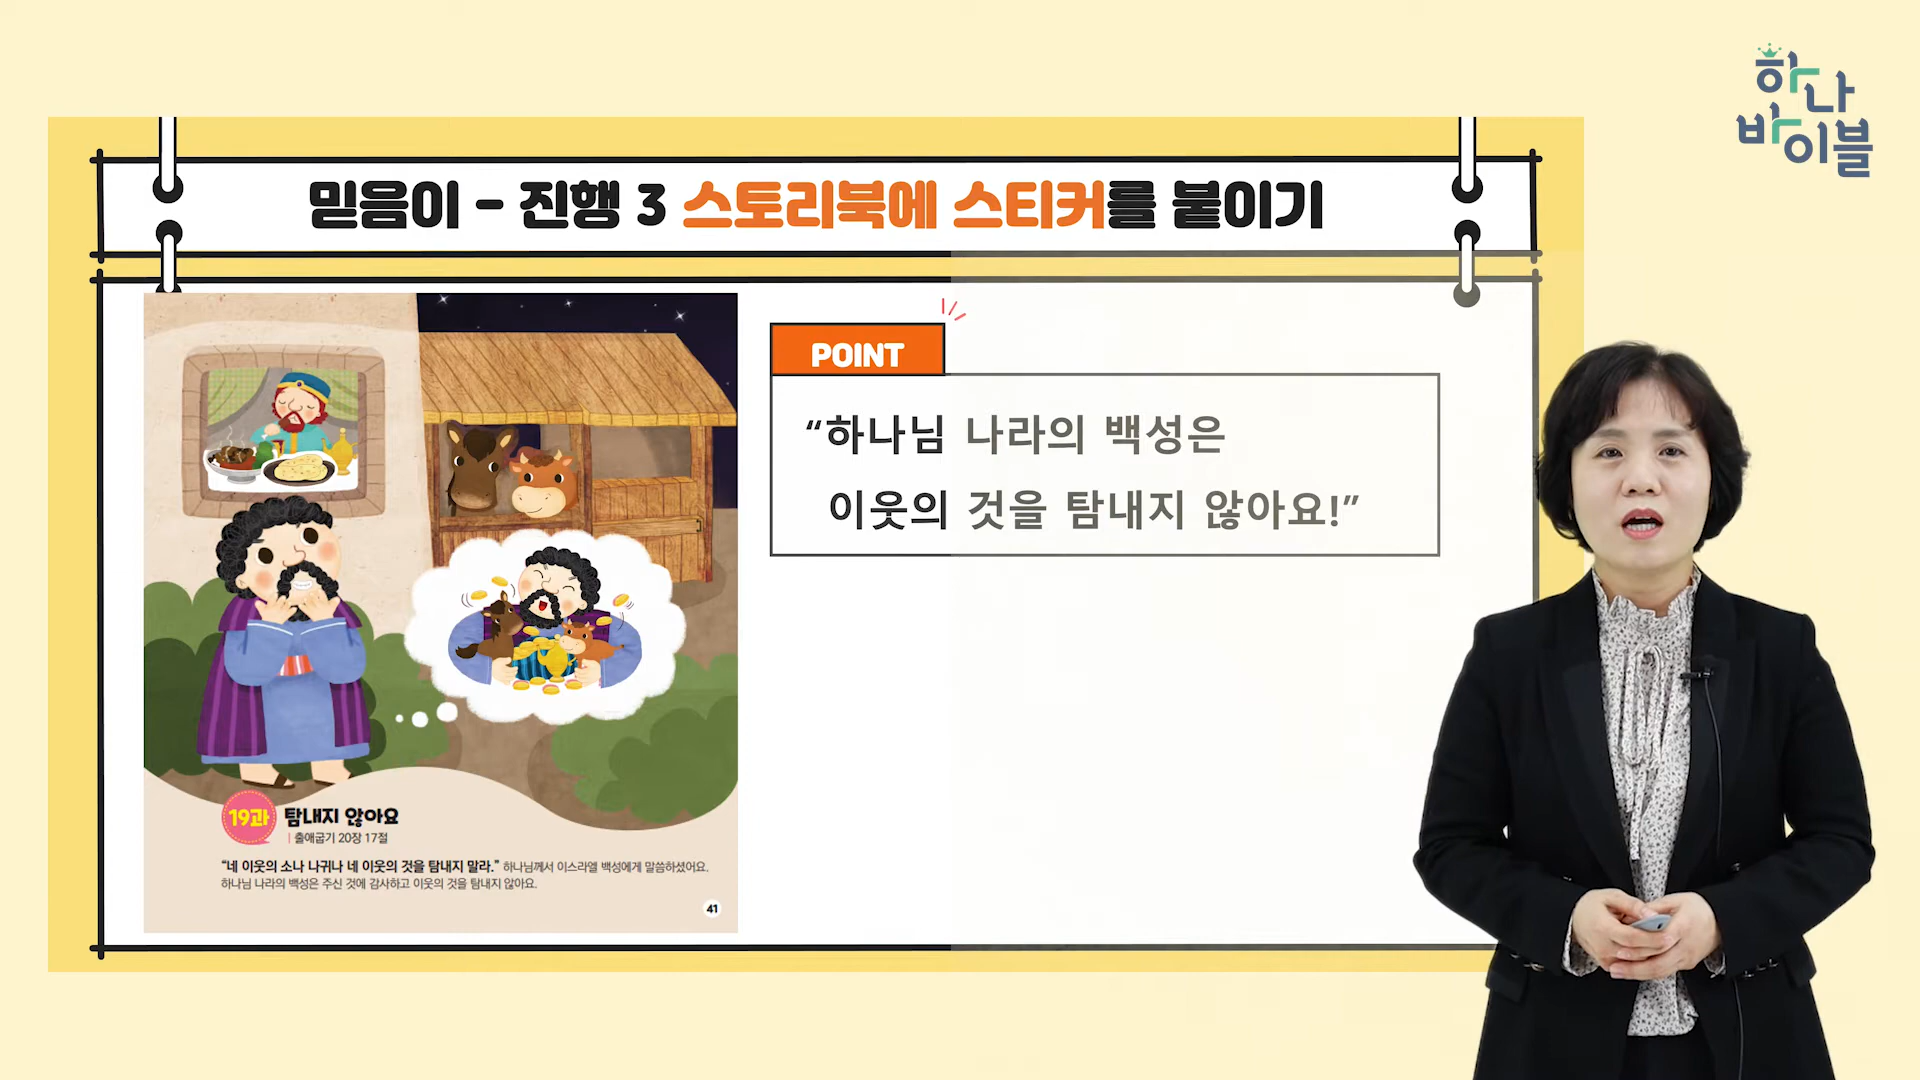 하나
바이블
믿음이 - 진행 3 스토리북에 스티커를 붙이기
POINT
“하나님 나라의 백성은
이웃의 것을 탐내지 않아요!”
19과 탐내지 않아요
출애굽기 20장 17절
“네 이웃의 소나 나귀나 네 이웃의 것을 탐내지 말라.” 하나님께서 이스라엘 백성에게 말씀하셨어요.
하나님 나라의 백성은 주신 것에 감사하고 이웃의 것을 탐내지 않아요.
41